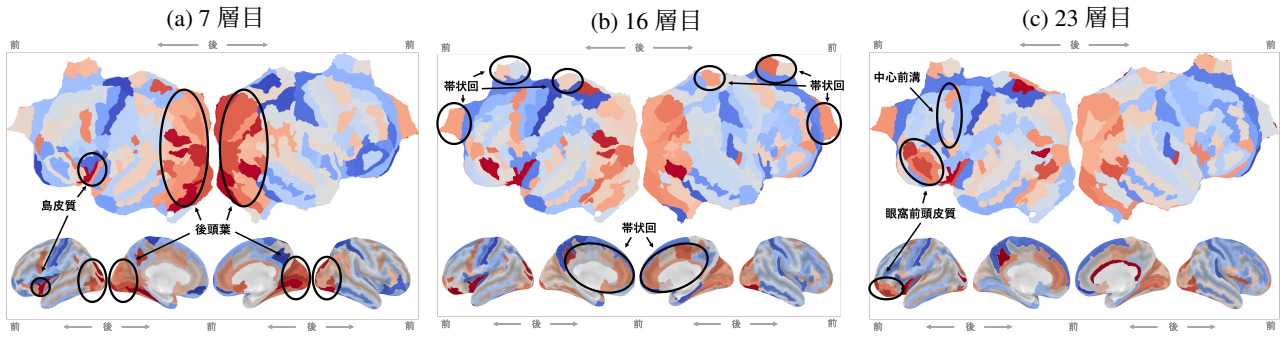 (a) 7 層目
前 後 前
島皮質
後頭葉
前 後 前 後 前
(b) 16 層目
前 後 前
帯状回
帯状回
帯状回
前 後 前 後 前
(c) 23 層目
前 後 前
中心前溝
眼窩前頭皮質
前 後 前 後 前